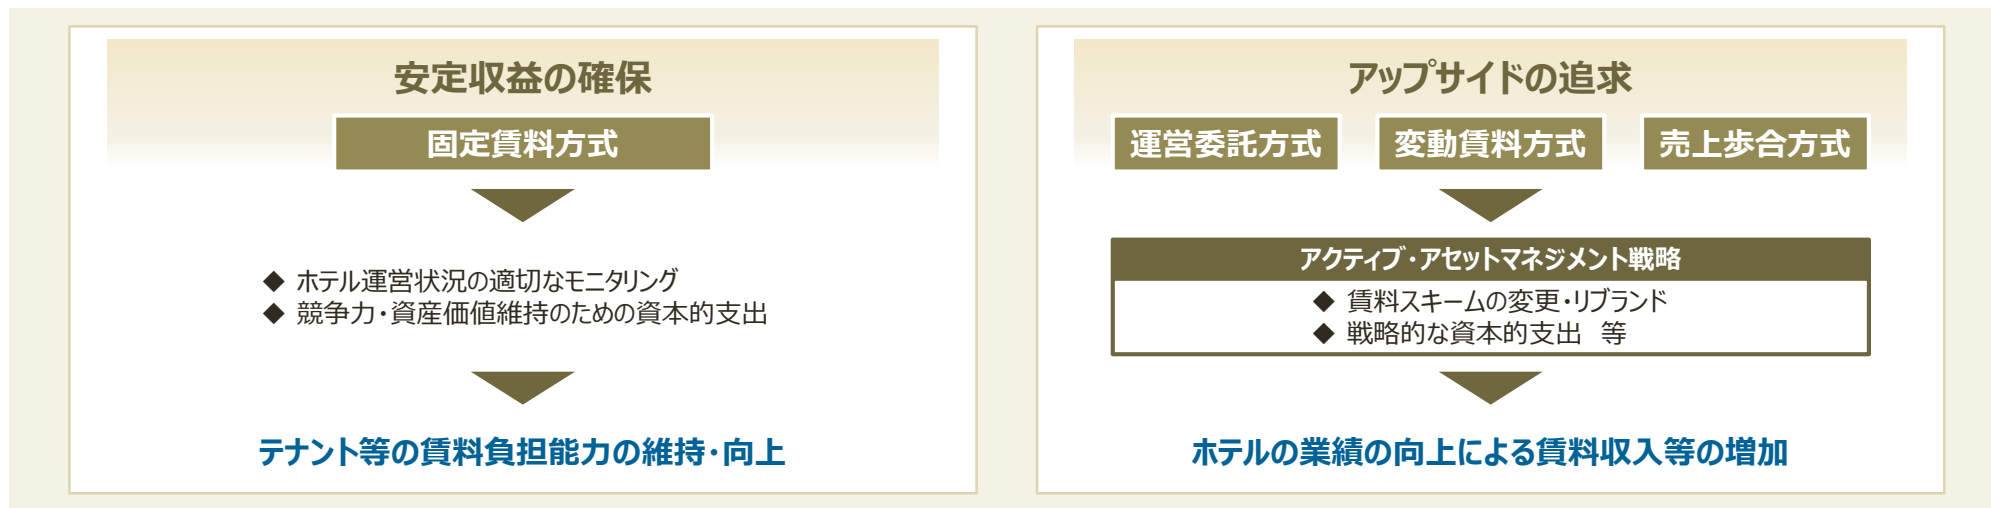 安定収益の確保
固定賃料方式
◆ ホテル運営状況の適切なモニタリング
◆ 競争力・資産価値維持のための資本的支出
テナント等の賃料負担能力の維持・向上
アップサイドの追求
運営委託方式
変動賃料方式
売上歩合方式
アクティブ・アセットマネジメント戦略
◆ 賃料スキームの変更・リブランド
◆ 戦略的な資本的支出　等
ホテルの業績の向上による賃料収入等の増加